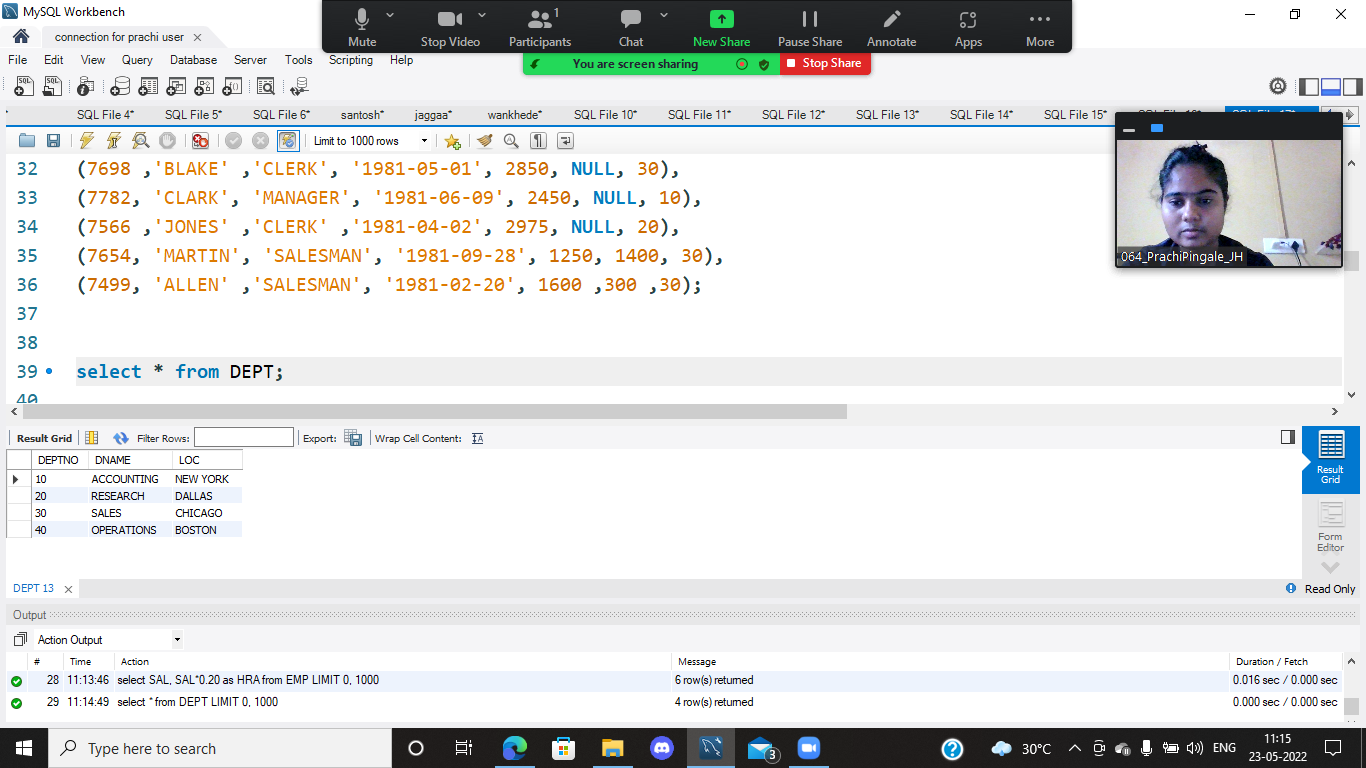 MySQL Workbench
connection for prachi user
Mute
Stop Video
1
Participants
Chat
New Share
Pause Share
Annotate
Apps
More
You are screen sharing
Stop Share
File Edit View Query Database Server Tools Scripting Help
SQL File 4* SQL File 5* SQL File 6* santosh* jaggaa* wankhede* SQL File 10* SQL File 11* SQL File 12* SQL File 13* SQL File 14* SQL File 15*
Limit to 1000 rows
32 (7698 ,'BLAKE' ,'CLERK', '1981-05-01', 2850, NULL, 30),
33 (7782, 'CLARK', 'MANAGER', '1981-06-09', 2450, NULL, 10),
34 (7566 ,'JONES' ,'CLERK' ,'1981-04-02', 2975, NULL, 20),
35 (7654, 'MARTIN', 'SALESMAN', '1981-09-28', 1250, 1400, 30),
36 (7499, 'ALLEN' ,'SALESMAN', '1981-02-20', 1600 ,300 ,30);
37
38
39 select * from DEPT;
40
064_PrachiPingale_JH
Result Grid Filter Rows: Export: Wrap Cell Content:
DEPTNO DNAME LOC
10 ACCOUNTING NEW YORK
20 RESEARCH DALLAS
30 SALES CHICAGO
40 OPERATIONS BOSTON
Result
Grid
Form
Editor
DEPT 13
Read Only
Output
Action Output
# Time Action Message Duration / Fetch
28 11:13:46 select SAL, SAL*0.20 as HRA from EMP LIMIT 0, 1000 6 row(s) returned 0.016 sec / 0.000 sec
29 11:14:49 select * from DEPT LIMIT 0, 1000 4 row(s) returned 0.000 sec / 0.000 sec
Type here to search
3
30°C
ENG
11:15
23-05-2022